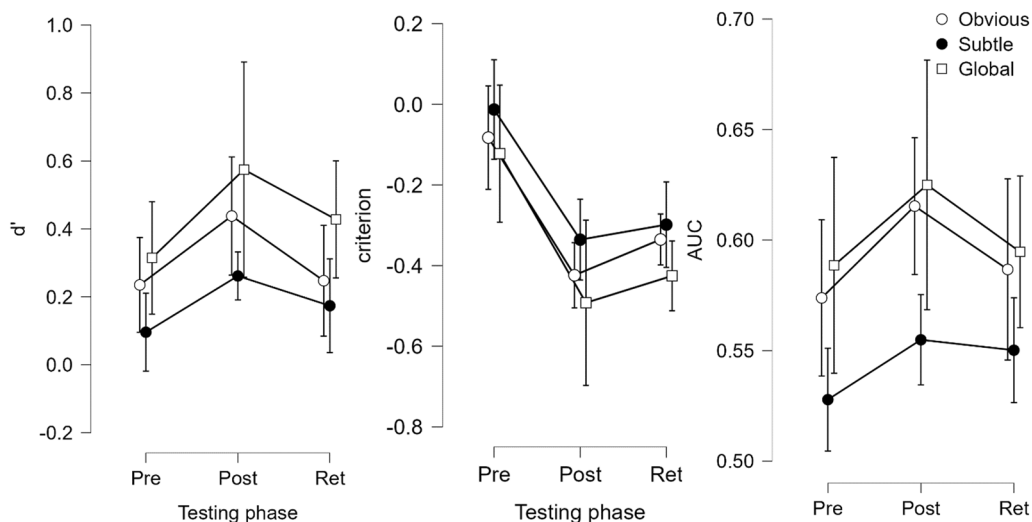 1.0
0.8
0.6
0.4
0.2
0.0
-0.2
d'
Pre Post Ret
Testing phase
0.2
0.0
-0.2
-0.4
-0.6
-0.8
criterion
Pre Post Ret
Testing phase
0.70
0.65
0.60
0.55
0.50
AUC
Obvious
Subtle
Global
Pre Post Ret